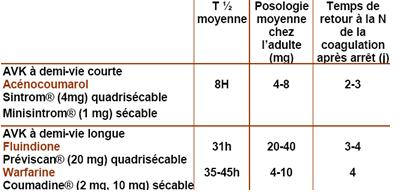 T ½ moyenne
Posologie moyenne chez l'adulte (mg)
Temps de retour à la N de la coagulation après arrêt (j)
AVK à demi-vie courte
Acénocoumarol 8H 4-8 2-3
Sintrom® (4mg) quadrisécable
Minisintrom® (1 mg) sécable
AVK à demi-vie longue
Fluindione 31h 20-40 3-4
Préviscan® (20 mg) quadrisécable
Warfarine 35-45h 4-10 4
Coumadine® (2 mg, 10 mg) sécable